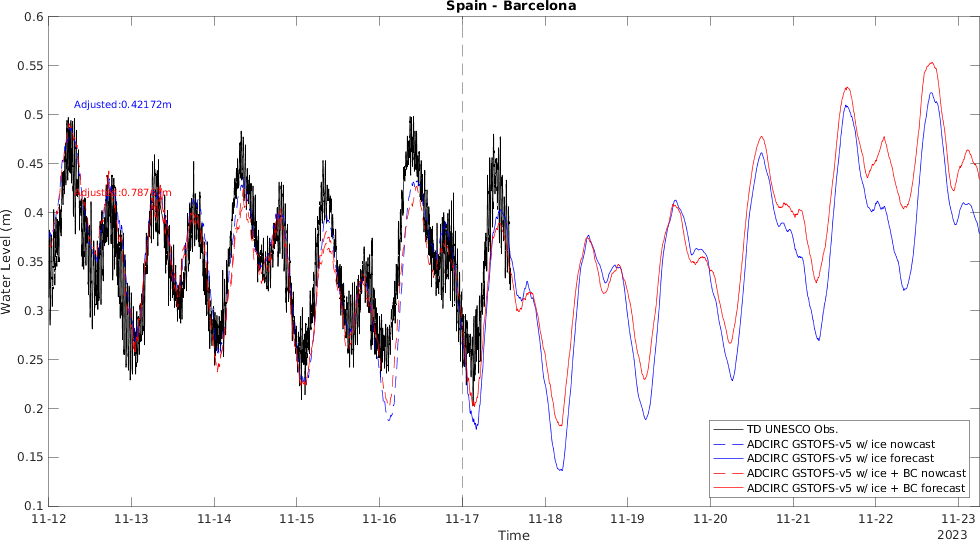 Spain - Barcelona
0.6
0.55
0.5
0.45
0.4
0.35
0.3
0.25
0.2
0.15
0.1
Water Level (m)
Adjusted:0.42172m
TD UNESCO Obs.
ADCIRC GSTOFS-v5 w/ ice nowcast
ADCIRC GSTOFS-v5 w/ ice forecast
ADCIRC GSTOFS-v5 w/ ice + BC nowcast
ADCIRC GSTOFS-v5 w/ ice + BC forecast
11-12 11-13 11-14 11-15 11-16 11-17 11-18 11-19 11-20 11-21 11-22 11-23
Time
2023